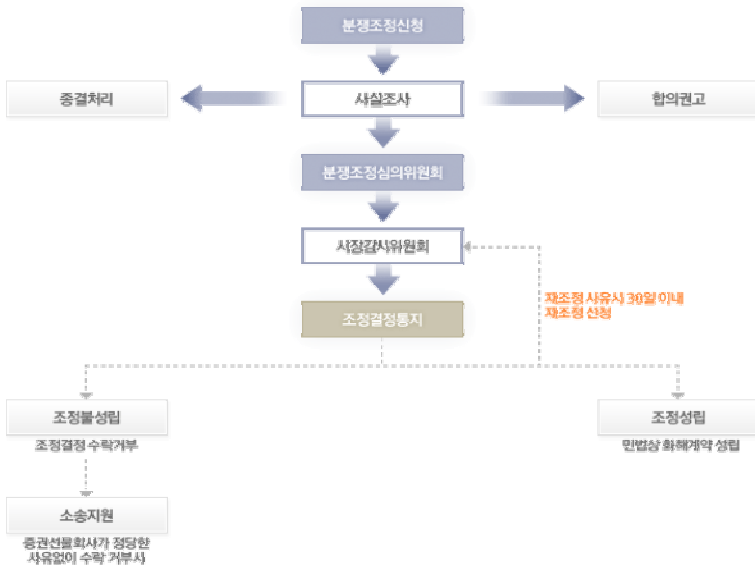 분쟁조정신청
종결처리
사실조사
합의권고
분쟁조정심의위원회
시장감시위원회
재조정 사유시 30일 이내
재조정 신청
조정결정통지
조정불성립
조정성립
조정결정 수락거부
민법상 화해계약 성립
소송지원
증권선물회사가 정당한
사유없이 수락 거부시